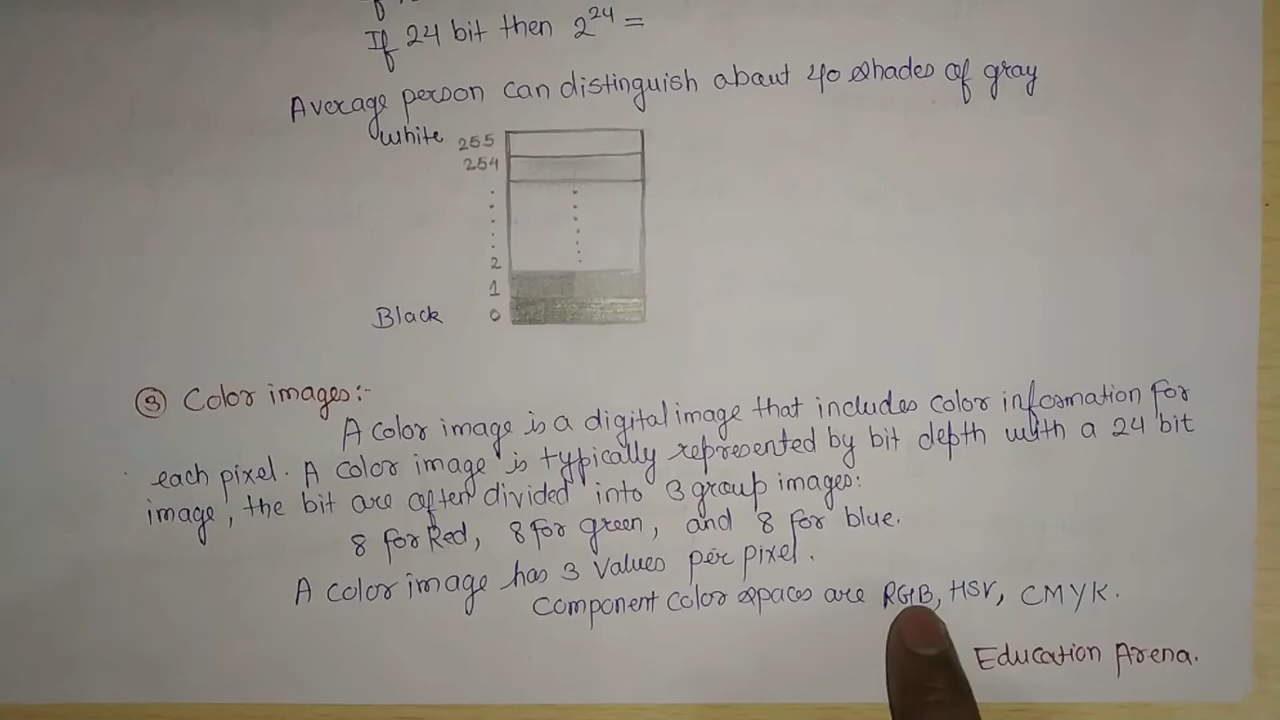 If 24 bit then 2^24 =
Average person can distinguish about 40 shades of gray
White 255
254
2
1
Black 0
③ Color images:-
A color image is a digital image that includes color information for
each pixel. A color image is typically represented by bit depth with a 24 bit
image, the bit are often divided into 3 group images:
8 for Red, 8 for green, and 8 for blue.
A color image has 3 values per pixel.
Component color spaces are RGB, HSV, CMYK.
Education Arena.